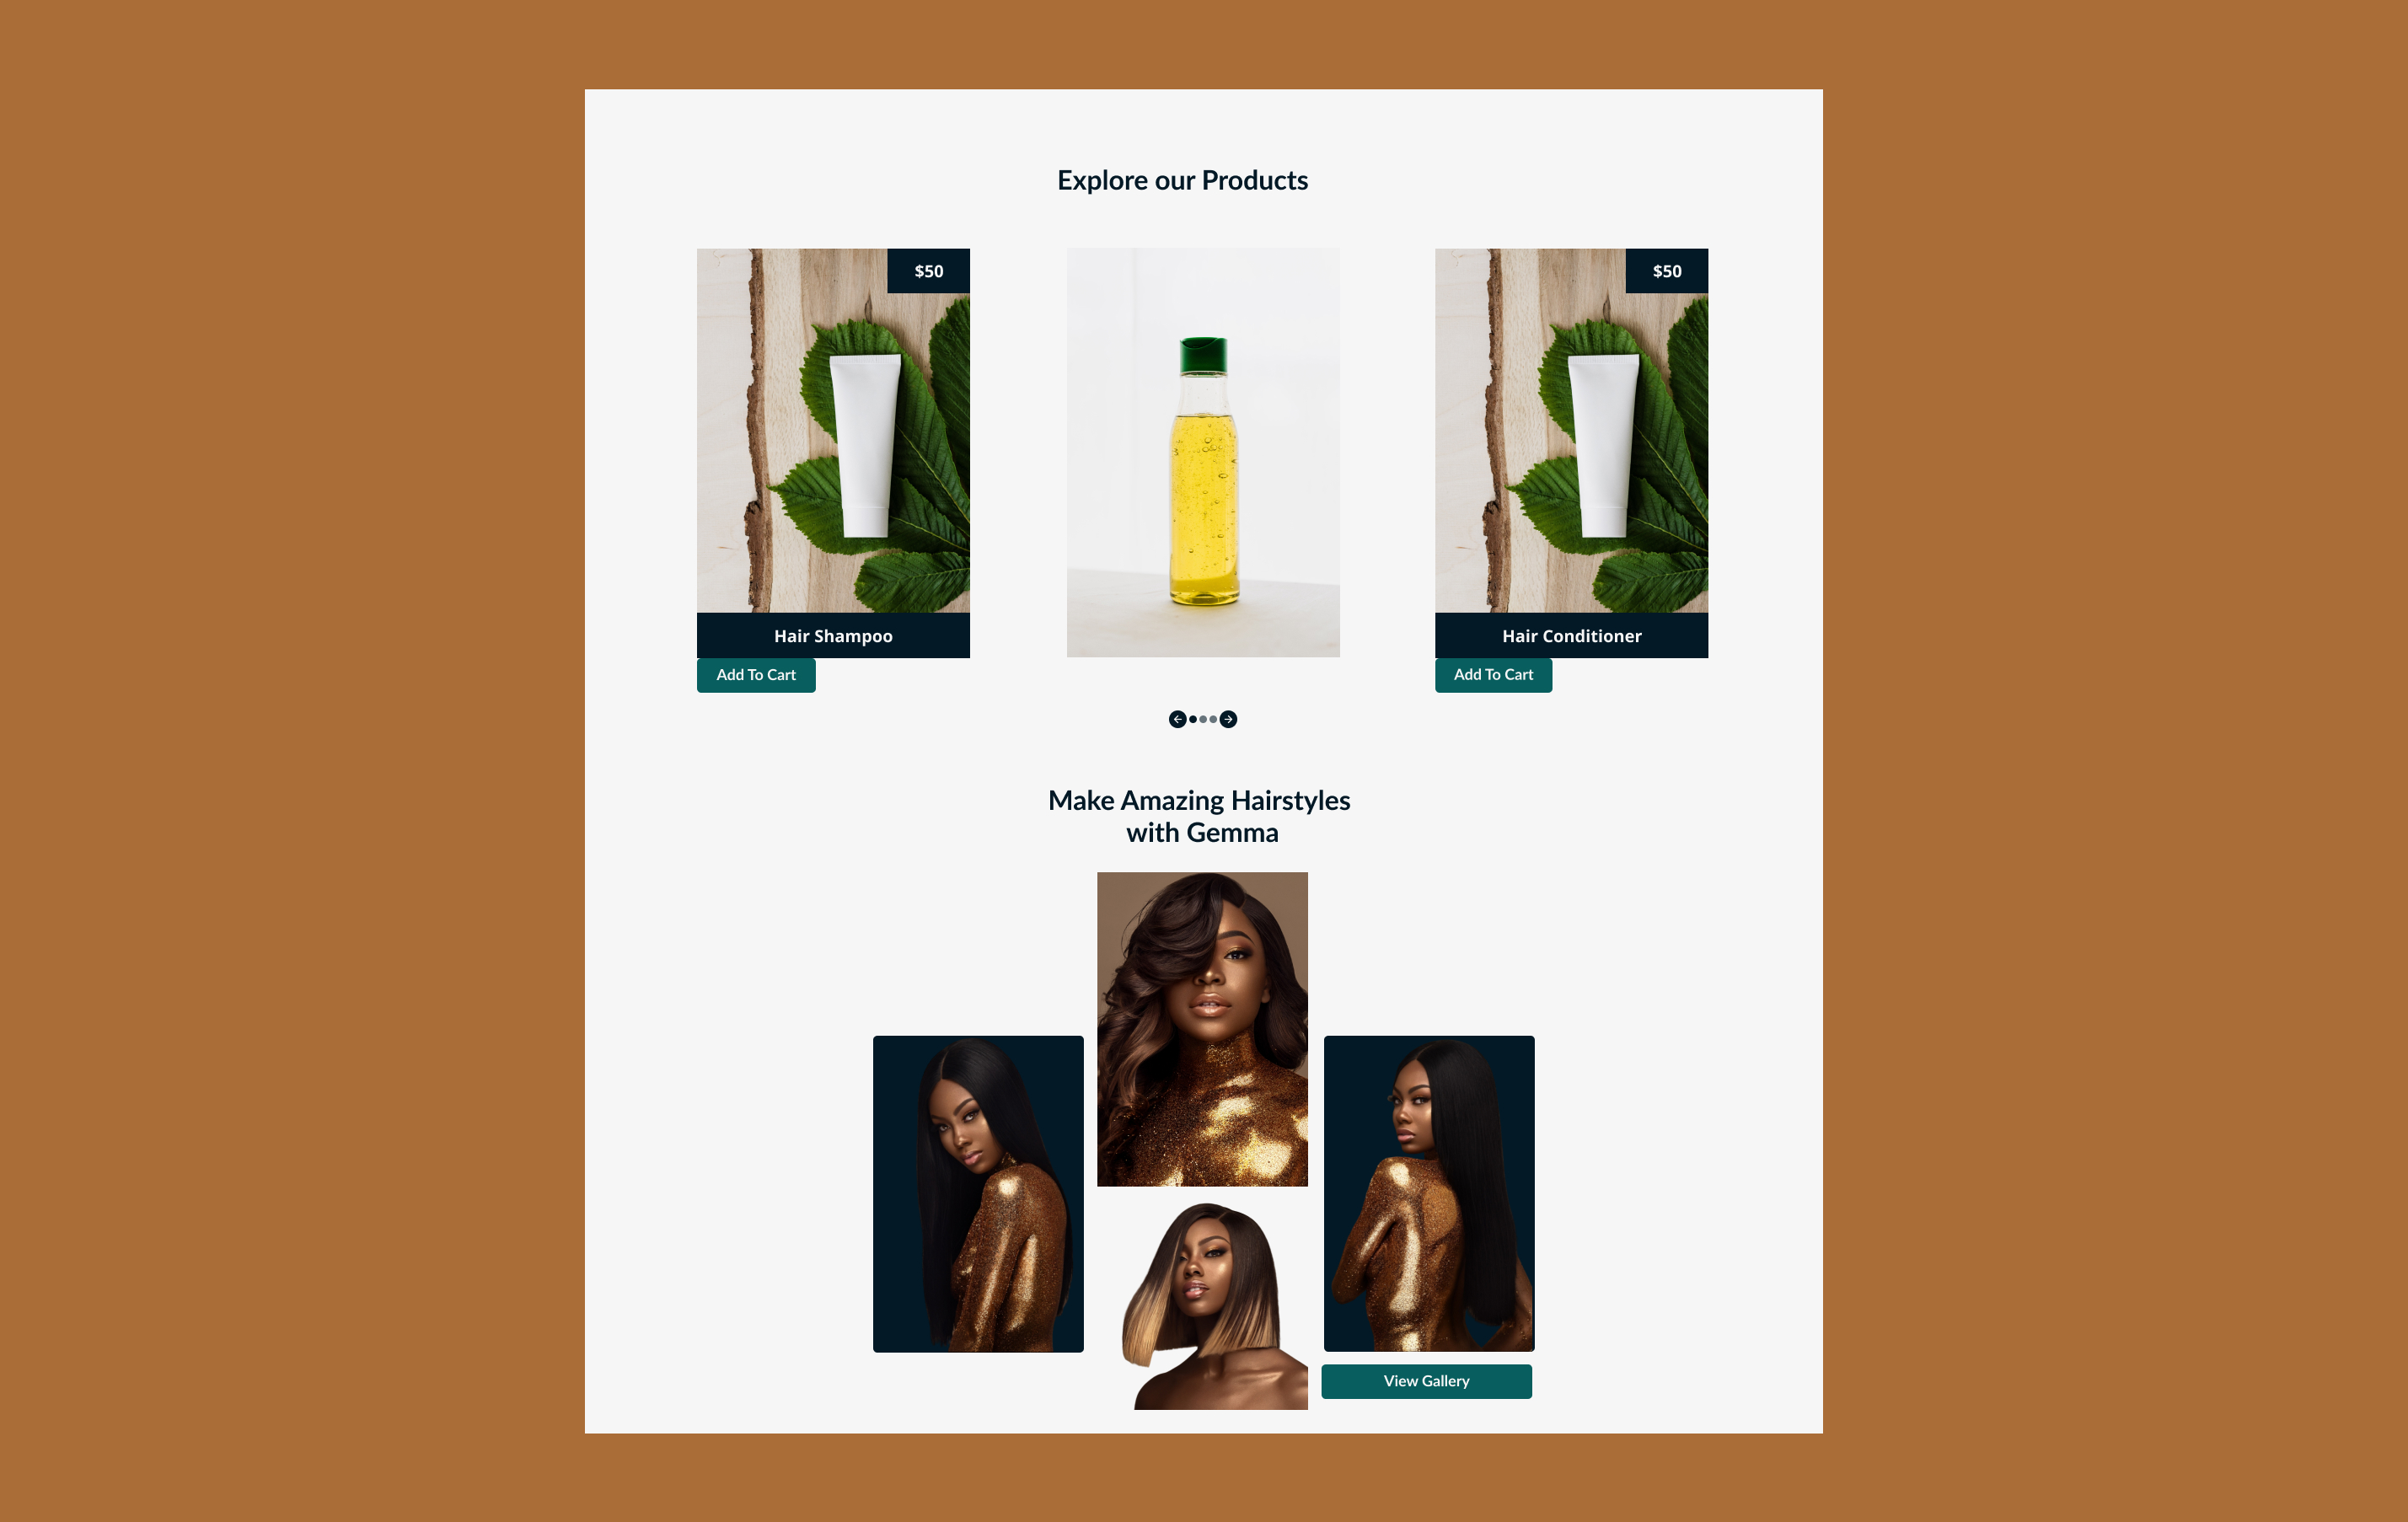 Explore our Products
$50
$50
Hair Shampoo
Hair Conditioner
Add To Cart
Add To Cart
Make Amazing Hairstyles
with Gemma
View Gallery